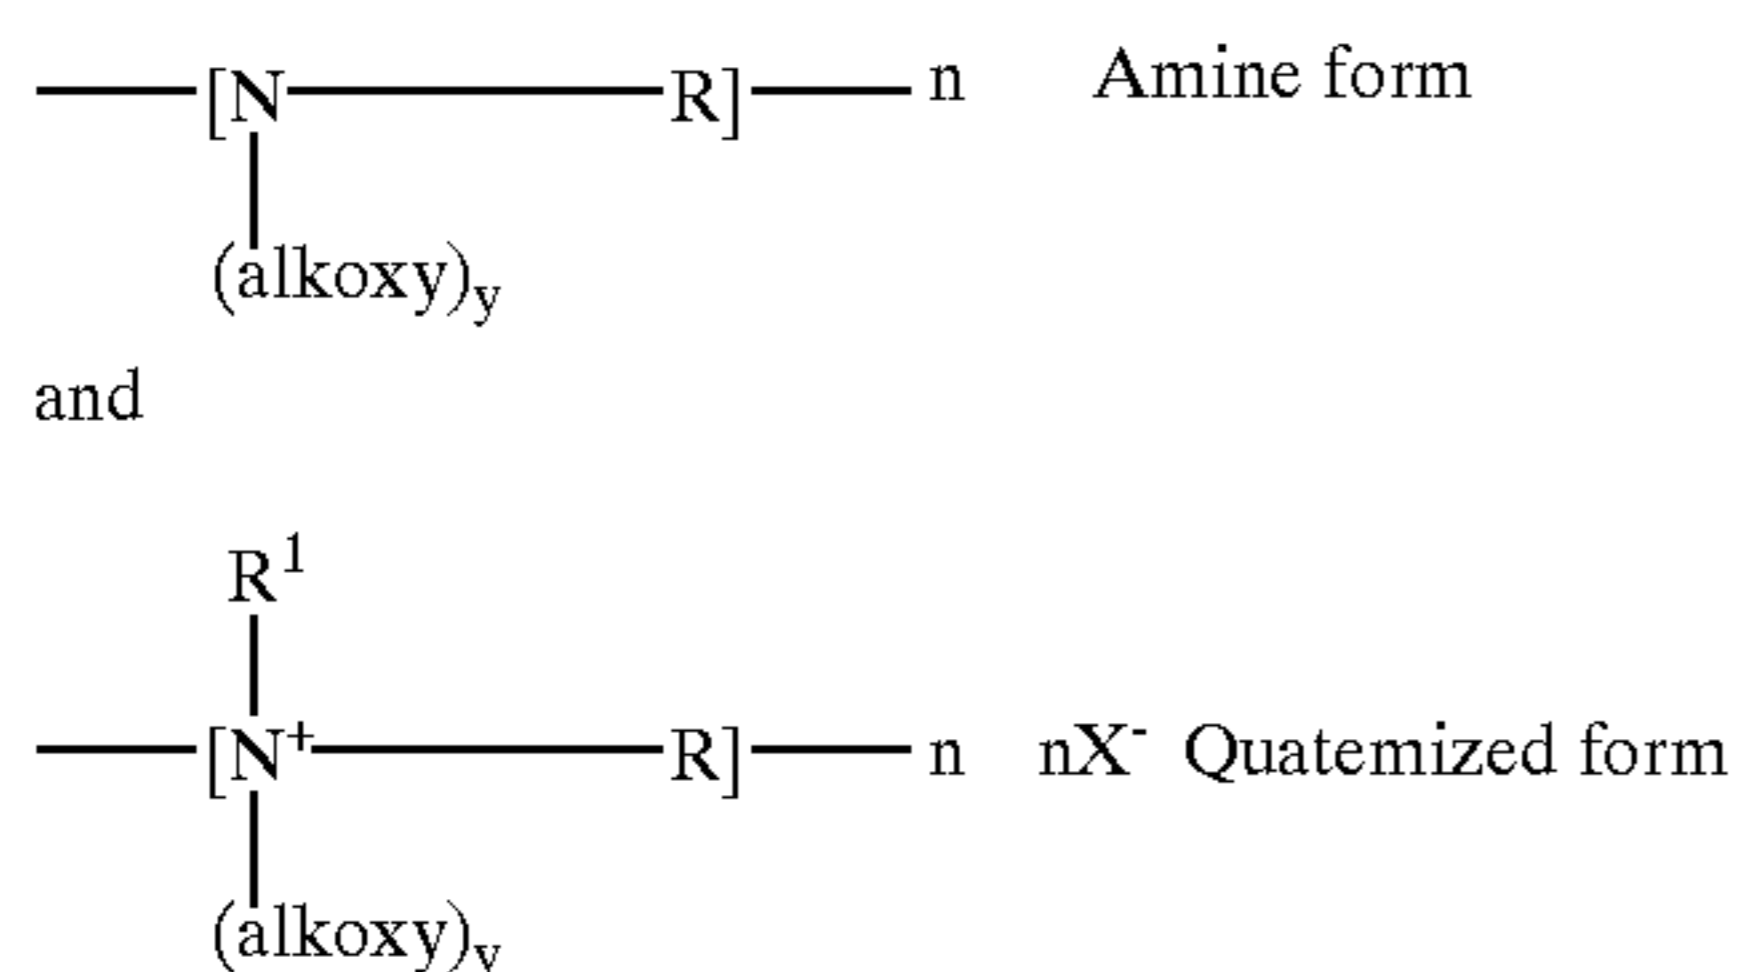 [N R] n Amine form
(alkoxy)y
and
R1
[N+ R] n nX- Quatemized form
(alkoxy)y